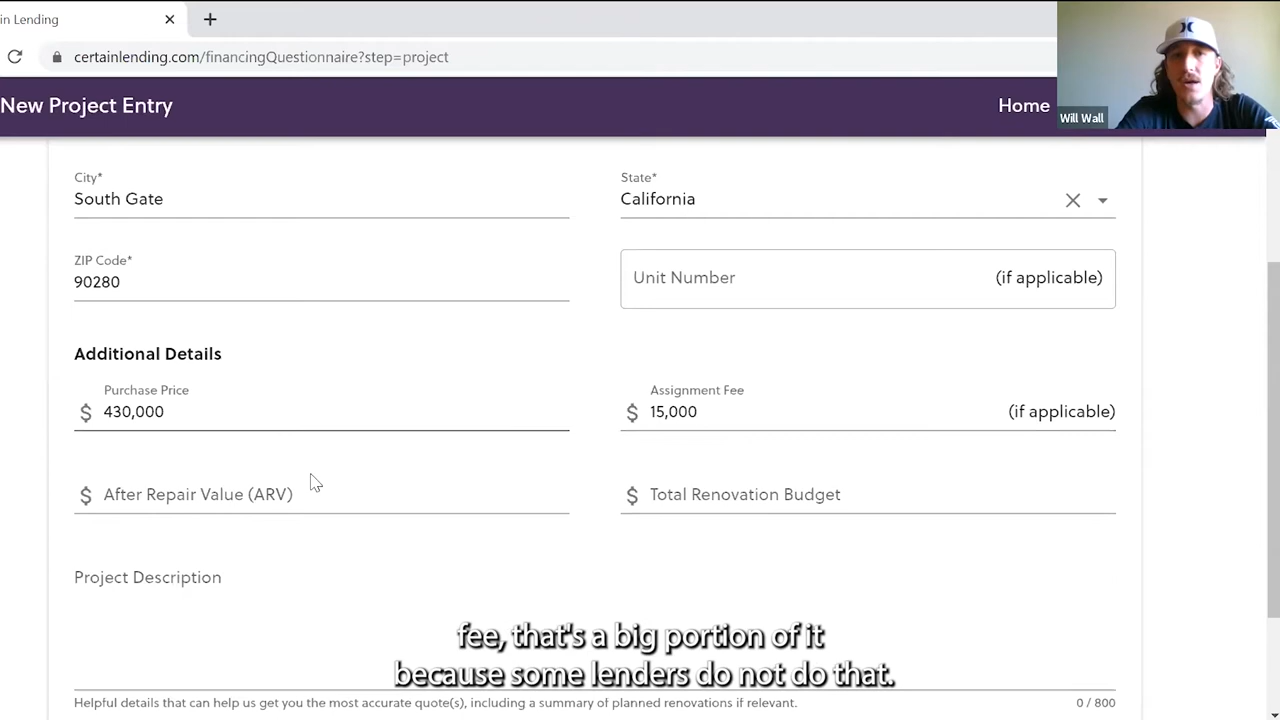 in Lending
certainlending.com/financingQuestionnaire?step=project
New Project Entry
Home
Will Wall
City*
South Gate
State*
California
ZIP Code*
90280
Unit Number (if applicable)
Additional Details
Purchase Price
$ 430,000
Assignment Fee
$ 15,000 (if applicable)
$ After Repair Value (ARV)
$ Total Renovation Budget
Project Description
fee, that's a big portion of it
because some lenders do not do that.
Helpful details that can help us get you the most accurate quote(s), including a summary of planned renovations if relevant.
0 / 800